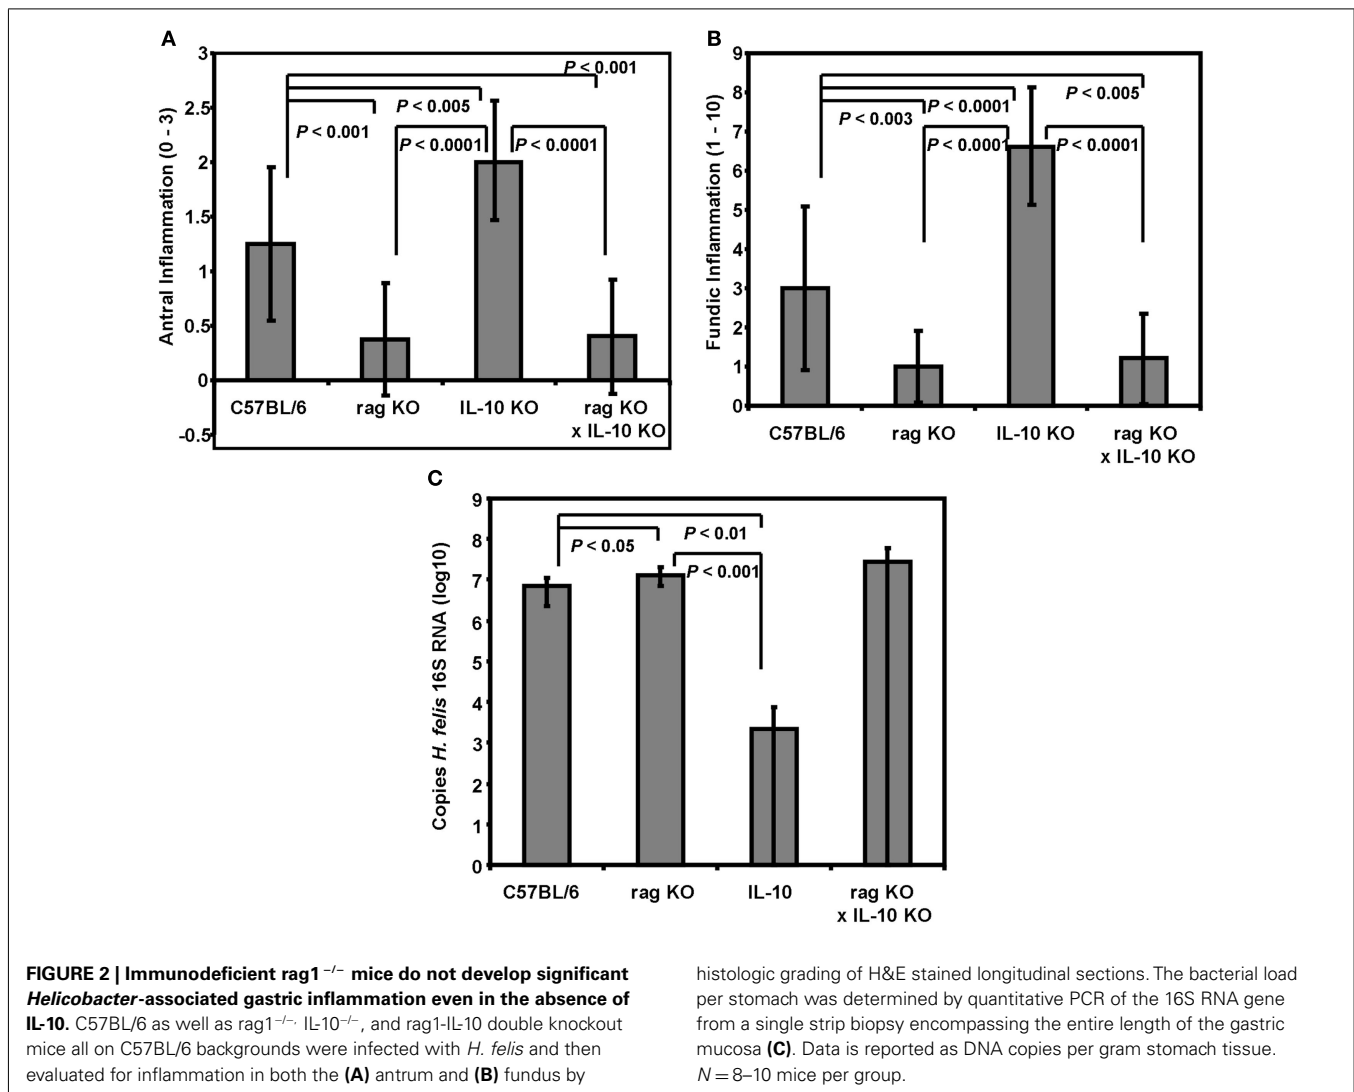 A
3
2.5
2
1.5
1
0.5
0
-0.5
Antral Inflammation (0 - 3)
P < 0.001
P < 0.005
P < 0.001
P < 0.0001
P < 0.0001
C57BL/6
rag KO
IL-10 KO
rag KO
x IL-10 KO
B
9
8
7
6
5
4
3
2
1
0
Fundic Inflammation (1 - 10)
P < 0.005
P < 0.0001
P < 0.003
P < 0.0001
P < 0.0001
C57BL/6
rag KO
IL-10 KO
rag KO
x IL-10 KO
C
9
8
7
6
5
4
3
2
1
0
Copies H. felis 16S RNA (log10)
P < 0.01
P < 0.05
P < 0.001
C57BL/6
rag KO
IL-10
rag KO
x IL-10 KO
FIGURE 2 | Immunodeficient rag1−/− mice do not develop significant
Helicobacter-associated gastric inflammation even in the absence of
IL-10. C57BL/6 as well as rag1−/−, IL-10−/−, and rag1-IL-10 double knockout
mice all on C57BL/6 backgrounds were infected with H. felis and then
evaluated for inflammation in both the (A) antrum and (B) fundus by
histologic grading of H&E stained longitudinal sections. The bacterial load
per stomach was determined by quantitative PCR of the 16S RNA gene
from a single strip biopsy encompassing the entire length of the gastric
mucosa (C). Data is reported as DNA copies per gram stomach tissue.
N = 8–10 mice per group.